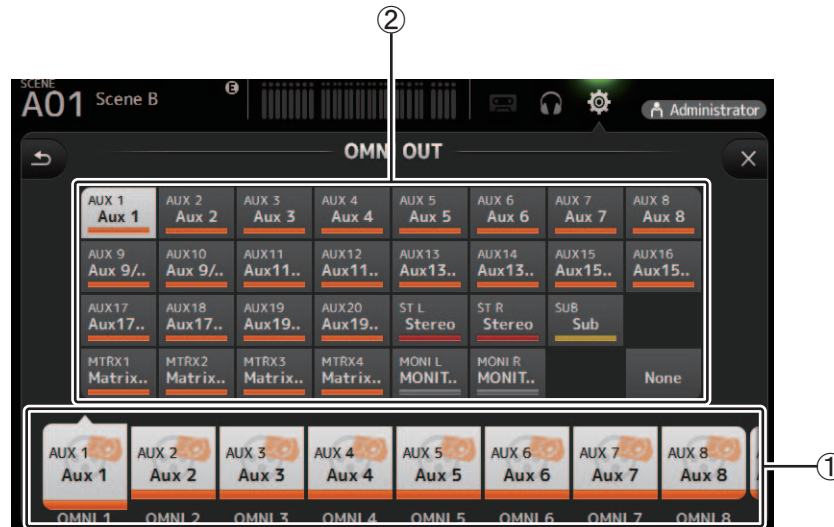 ②
SCENE
A01 Scene B E Administrator
OMNI OUT
AUX 1 AUX 2 AUX 3 AUX 4 AUX 5 AUX 6 AUX 7 AUX 8
Aux 1 Aux 2 Aux 3 Aux 4 Aux 5 Aux 6 Aux 7 Aux 8
AUX 9 AUX10 AUX11 AUX12 AUX13 AUX14 AUX15 AUX16
Aux 9/.. Aux 9/.. Aux11.. Aux11.. Aux13.. Aux13.. Aux15.. Aux15..
AUX17 AUX18 AUX19 AUX20 ST L ST R SUB
Aux17.. Aux17.. Aux19.. Aux19.. Stereo Stereo Sub
MTRX1 MTRX2 MTRX3 MTRX4 MONI L MONI R
Matrix.. Matrix.. Matrix.. Matrix.. MONIT.. MONIT.. None
AUX 1 AUX 2 AUX 3 AUX 4 AUX 5 AUX 6 AUX 7 AUX 8
Aux 1 Aux 2 Aux 3 Aux 4 Aux 5 Aux 6 Aux 7 Aux 8
①
OMNI 1 OMNI 2 OMNI 3 OMNI 4 OMNI 5 OMNI 6 OMNI 7 OMNI 8